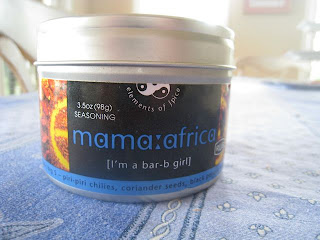 elements of spice
3.5oz (98g)
SEASONING
mama:africa
[I'm a bar-b girl]
piri-piri chilies, coriander seeds, black